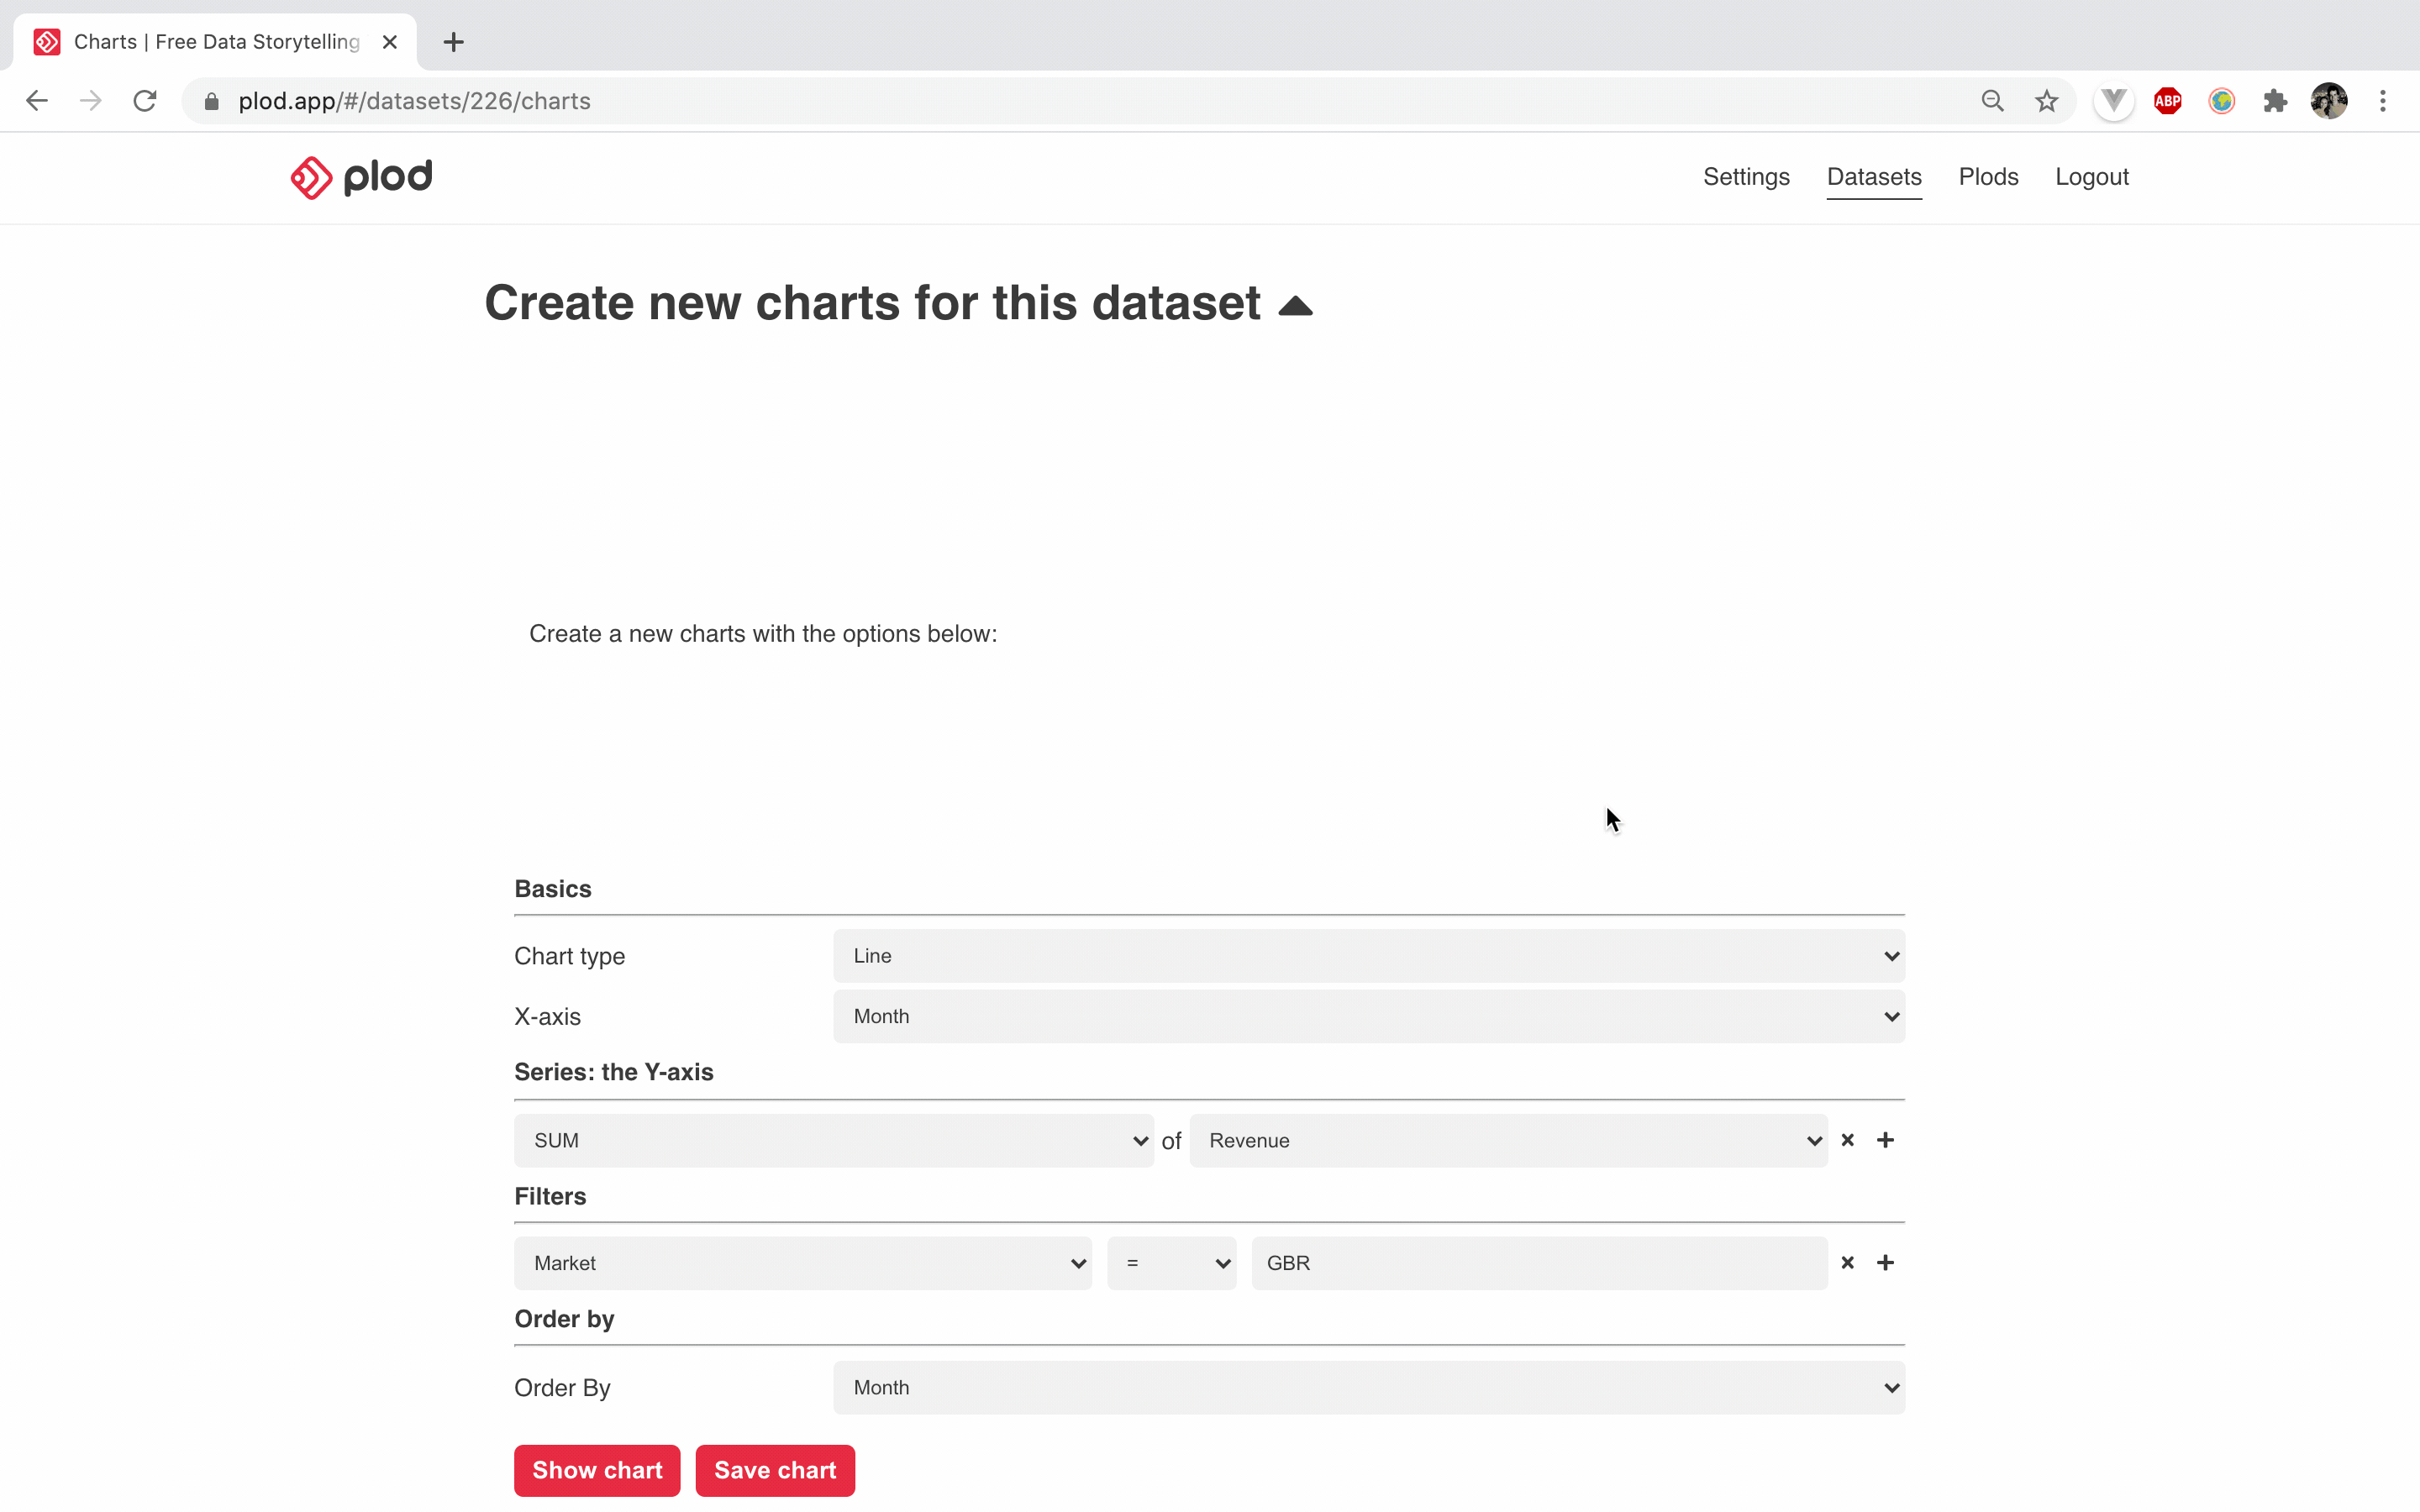 Charts | Free Data Storytelling
plod.app/#/datasets/226/charts
ABP
plod
Settings Datasets Plods Logout
Create new charts for this dataset
Create a new charts with the options below:
Basics
Chart type Line
X-axis Month
Series: the Y-axis
SUM of Revenue
Filters
Market = GBR
Order by
Order By Month
Show chart Save chart